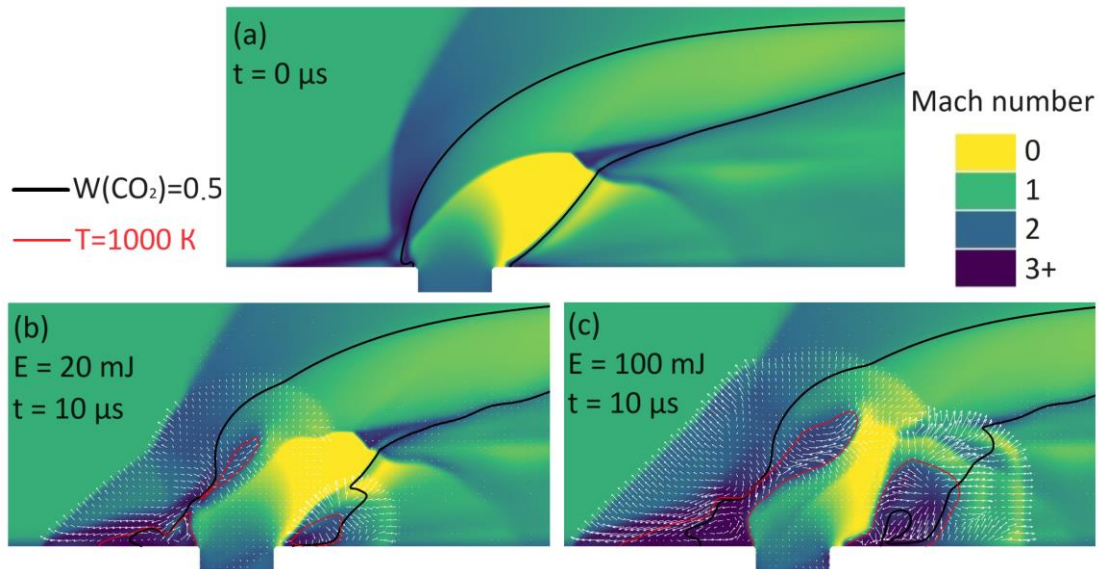 (a)
t = 0 μs
W(CO₂)=0.5
T=1000 K
Mach number
0
1
2
3+
(b)
E = 20 mJ
t = 10 μs
(c)
E = 100 mJ
t = 10 μs